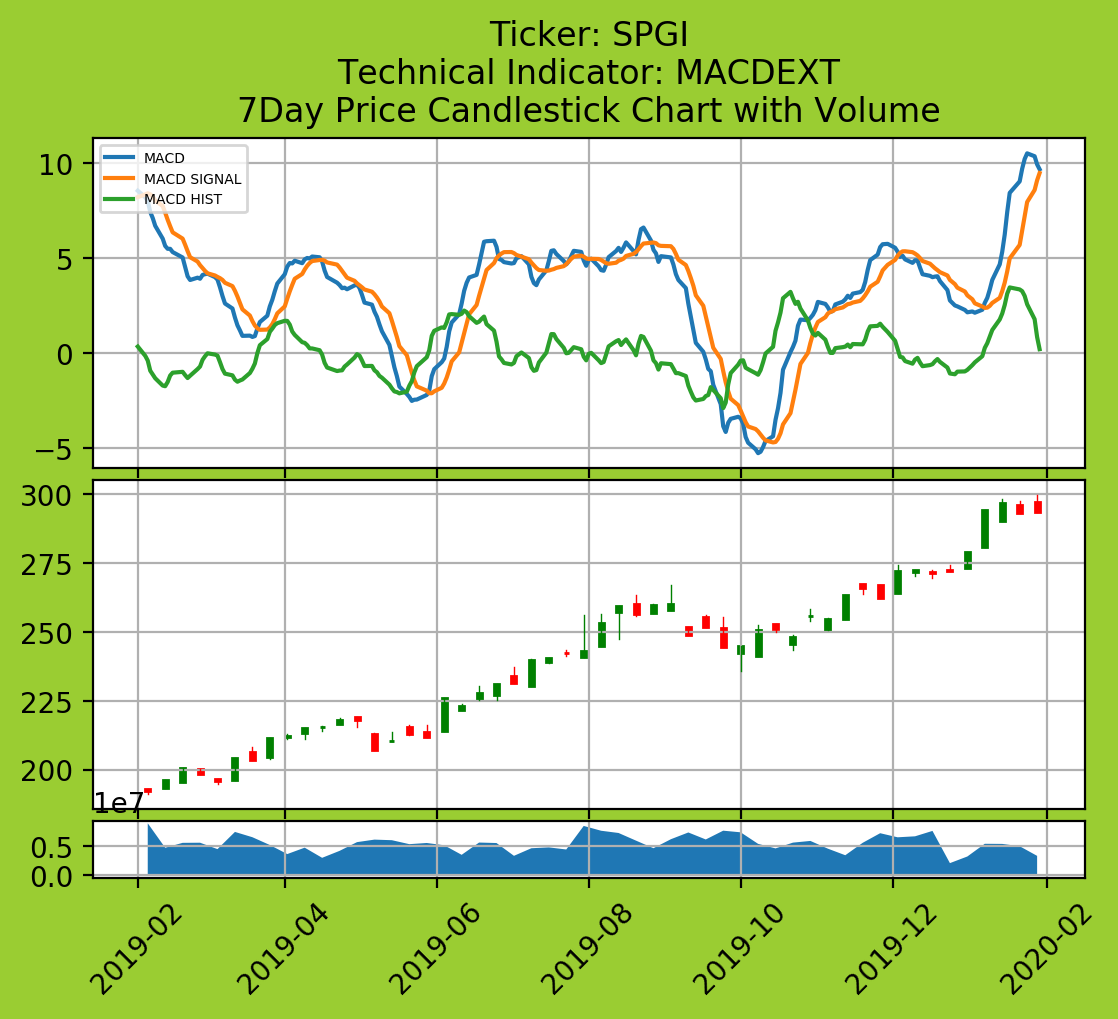 Ticker: SPGI
Technical Indicator: MACDEXT
7Day Price Candlestick Chart with Volume
MACD
MACD SIGNAL
MACD HIST
10
5
0
−5
300
275
250
225
200
1e7
0.5
0.0
2019-02
2019-04
2019-06
2019-08
2019-10
2019-12
2020-02